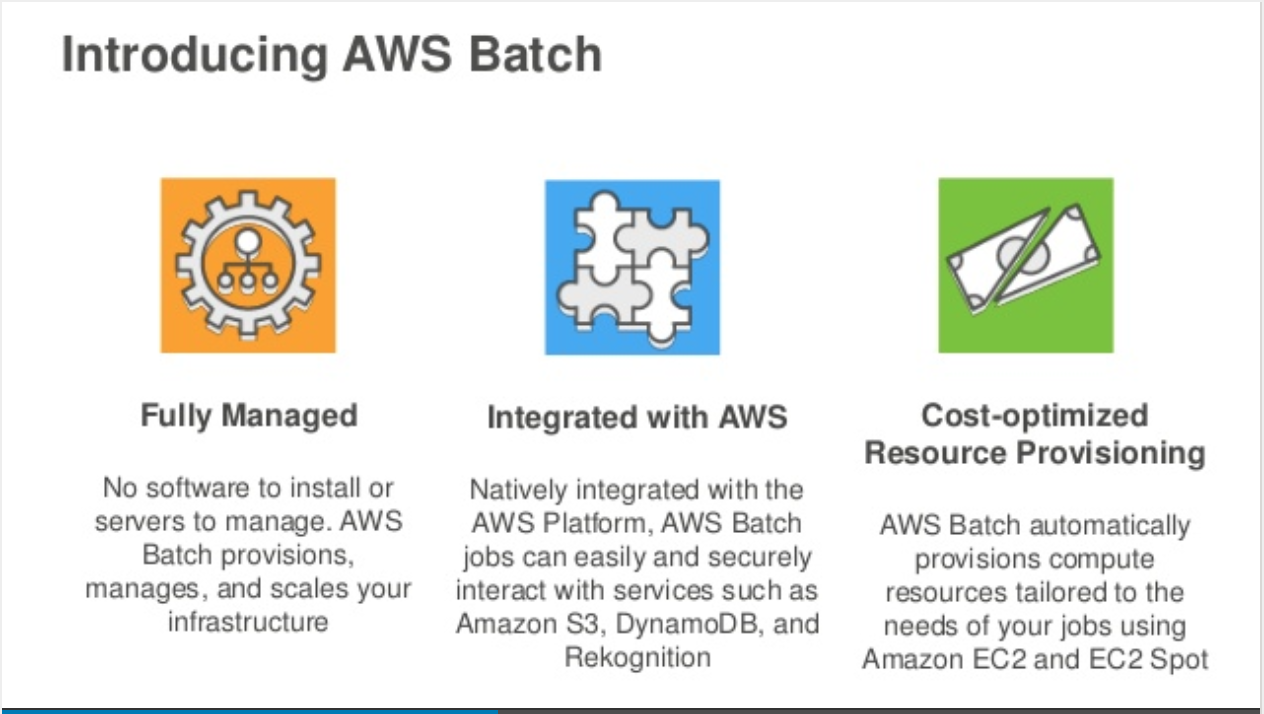 Introducing AWS Batch
Fully Managed
No software to install or
servers to manage. AWS
Batch provisions,
manages, and scales your
infrastructure
Integrated with AWS
Natively integrated with the
AWS Platform, AWS Batch
jobs can easily and securely
interact with services such as
Amazon S3, DynamoDB, and
Rekognition
Cost-optimized
Resource Provisioning
AWS Batch automatically
provisions compute
resources tailored to the
needs of your jobs using
Amazon EC2 and EC2 Spot